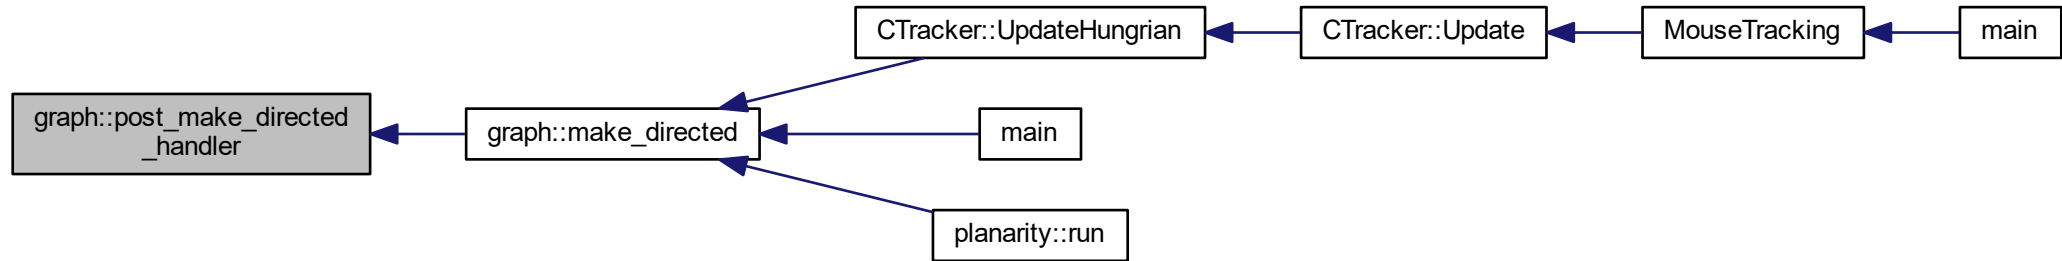 graph::post_make_directed
_handler
graph::make_directed
CTracker::UpdateHungrian
CTracker::Update
MouseTracking
main
main
planarity::run